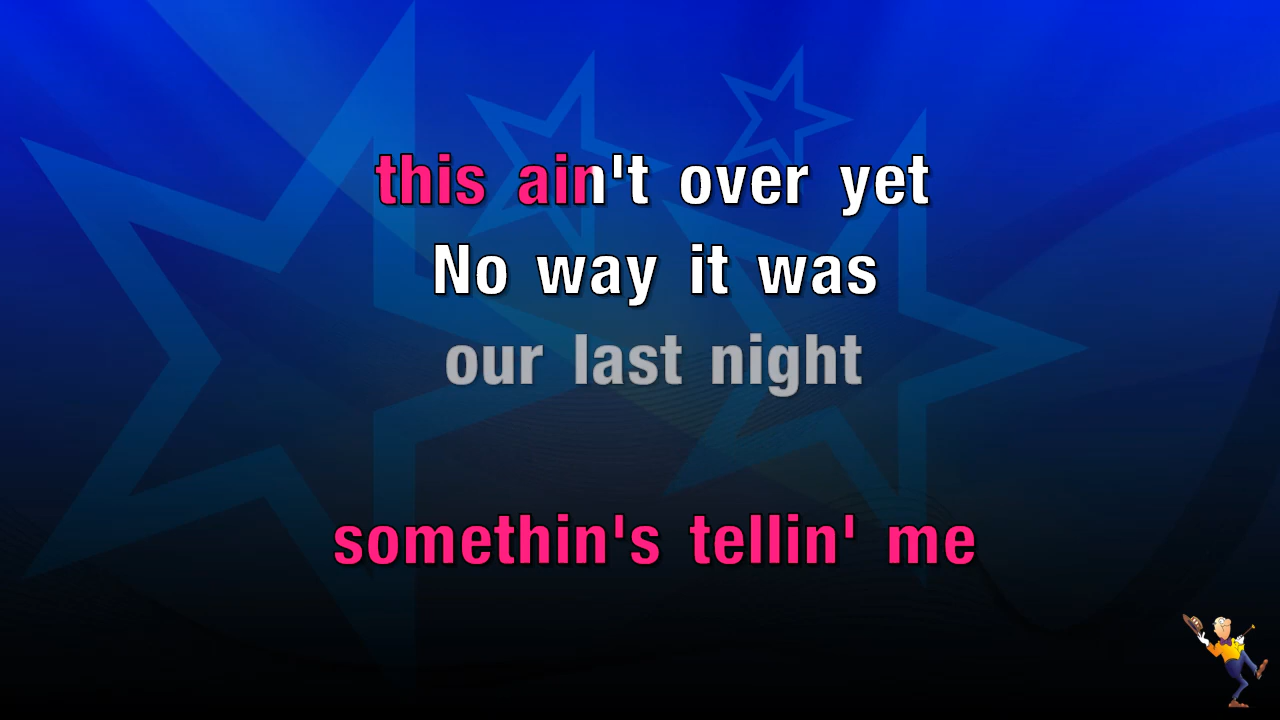 this ain't over yet
No way it was
our last night
somethin's tellin' me